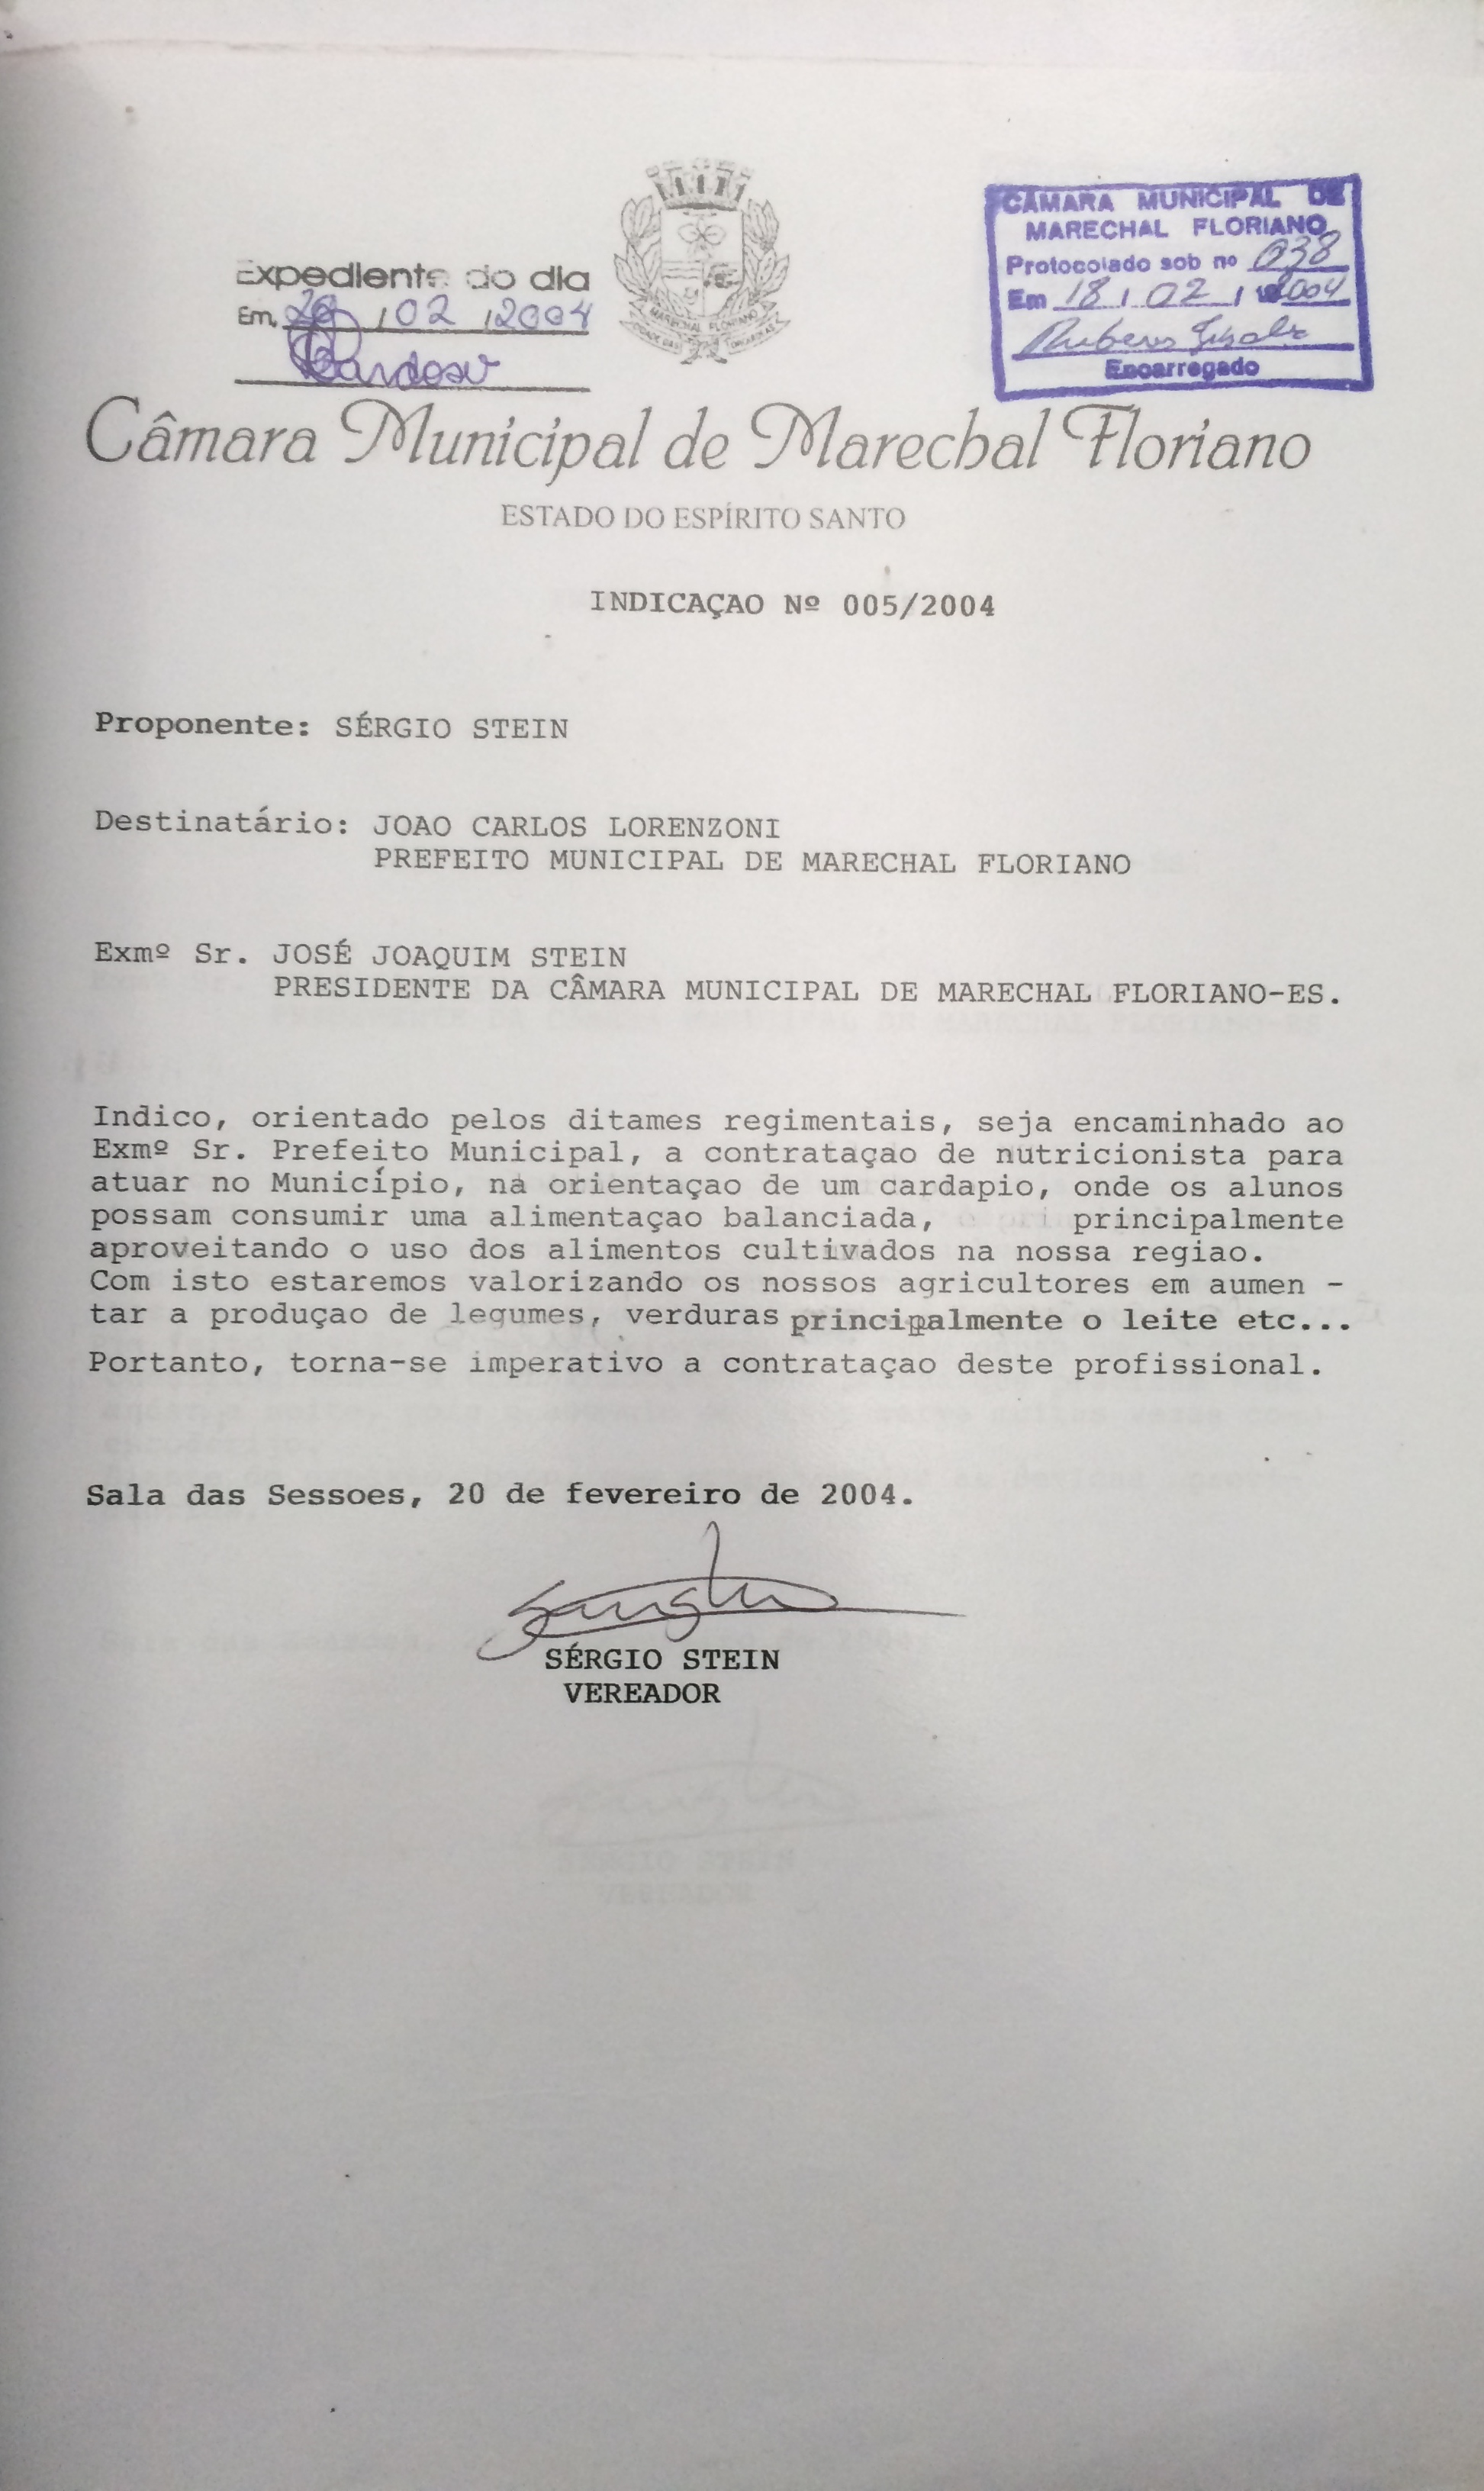 Expediente do dia
Em, 20 / 02 / 2004
Cardoso
CÂMARA MUNICIPAL DE
MARECHAL FLORIANO
Protocolado sob nº 038
Em 18 / 02 / 2004
Rubens
Encarregado
MARECHAL FLORIANO
Câmara Municipal de Marechal Floriano
ESTADO DO ESPÍRITO SANTO
INDICAÇAO Nº 005/2004
Proponente: SÉRGIO STEIN
Destinatário: JOAO CARLOS LORENZONI
PREFEITO MUNICIPAL DE MARECHAL FLORIANO
Exmº Sr. JOSÉ JOAQUIM STEIN
PRESIDENTE DA CÂMARA MUNICIPAL DE MARECHAL FLORIANO-ES.
Indico, orientado pelos ditames regimentais, seja encaminhado ao
Exmº Sr. Prefeito Municipal, a contrataçao de nutricionista para
atuar no Município, na orientaçao de um cardapio, onde os alunos
possam consumir uma alimentaçao balanciada, principalmente
aproveitando o uso dos alimentos cultivados na nossa regiao.
Com isto estaremos valorizando os nossos agricultores em aumen -
tar a produçao de legumes, verduras principalmente o leite etc...
Portanto, torna-se imperativo a contrataçao deste profissional.
Sala das Sessoes, 20 de fevereiro de 2004.
SÉRGIO STEIN
VEREADOR